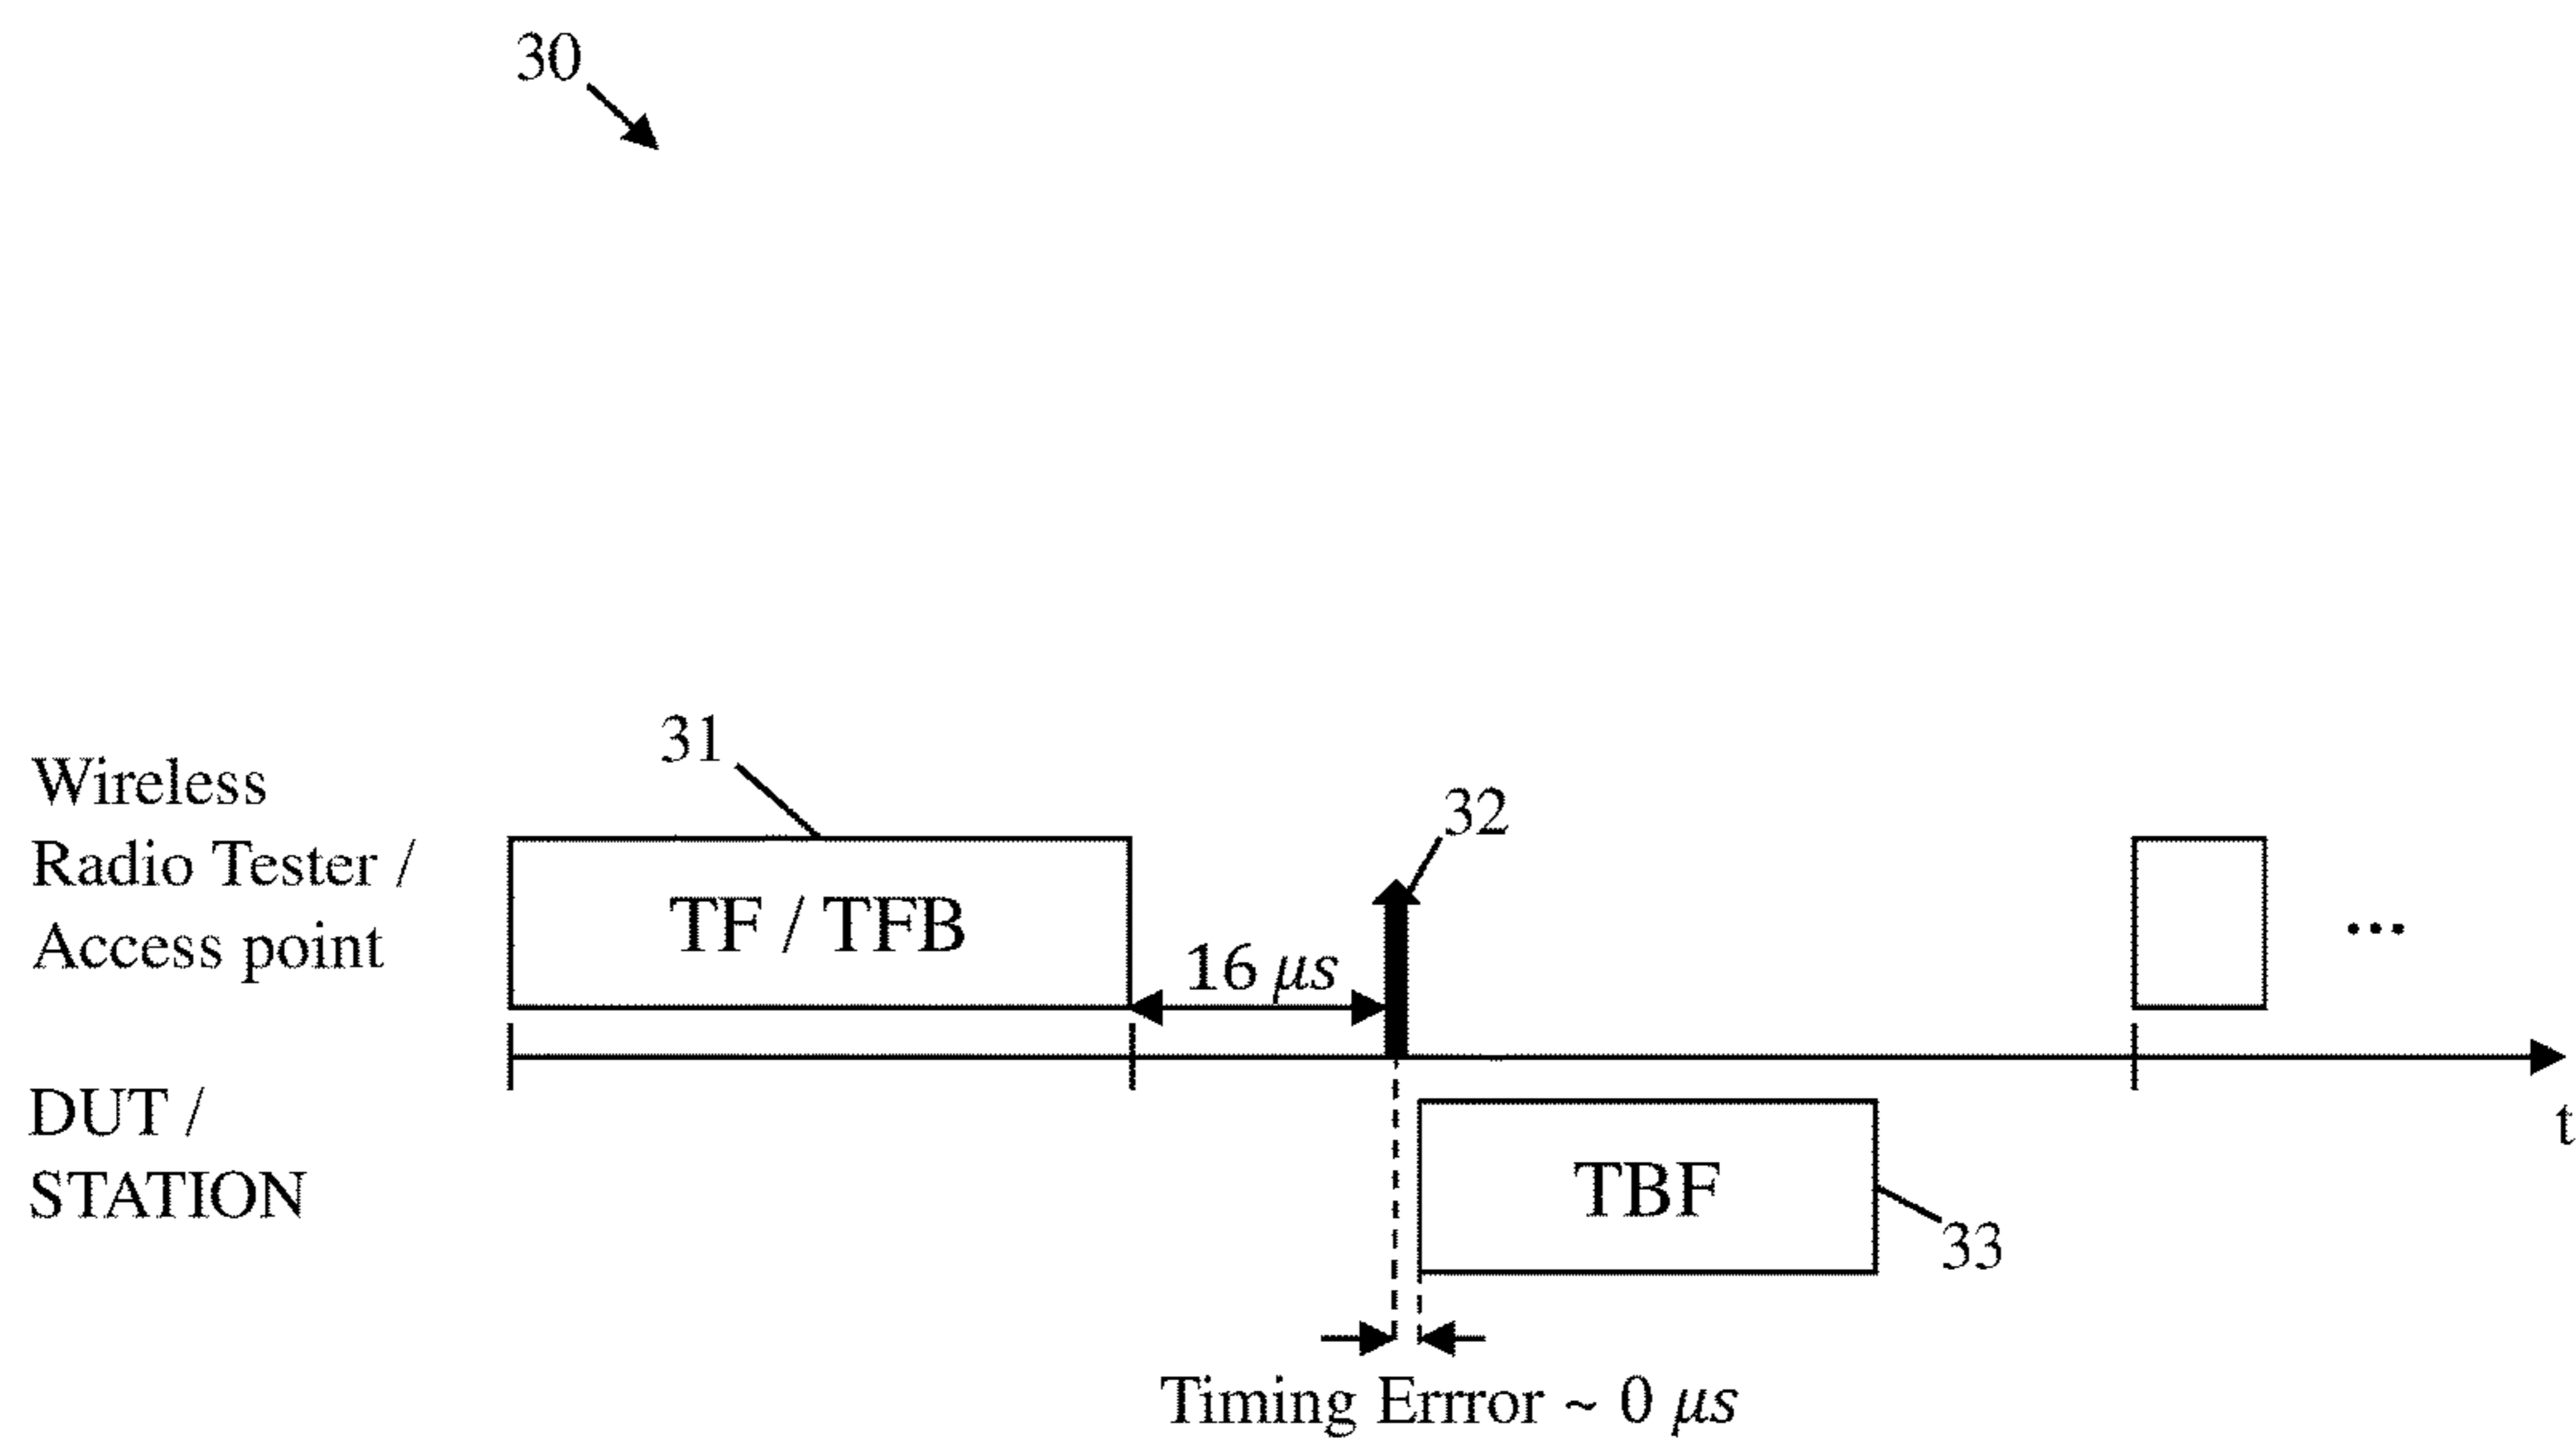 30
31
32
Wireless
Radio Tester /
Access point
TF / TFB
16 μs
...
DUT /
STATION
t
TBF
33
Timing Errror ~ 0 μs